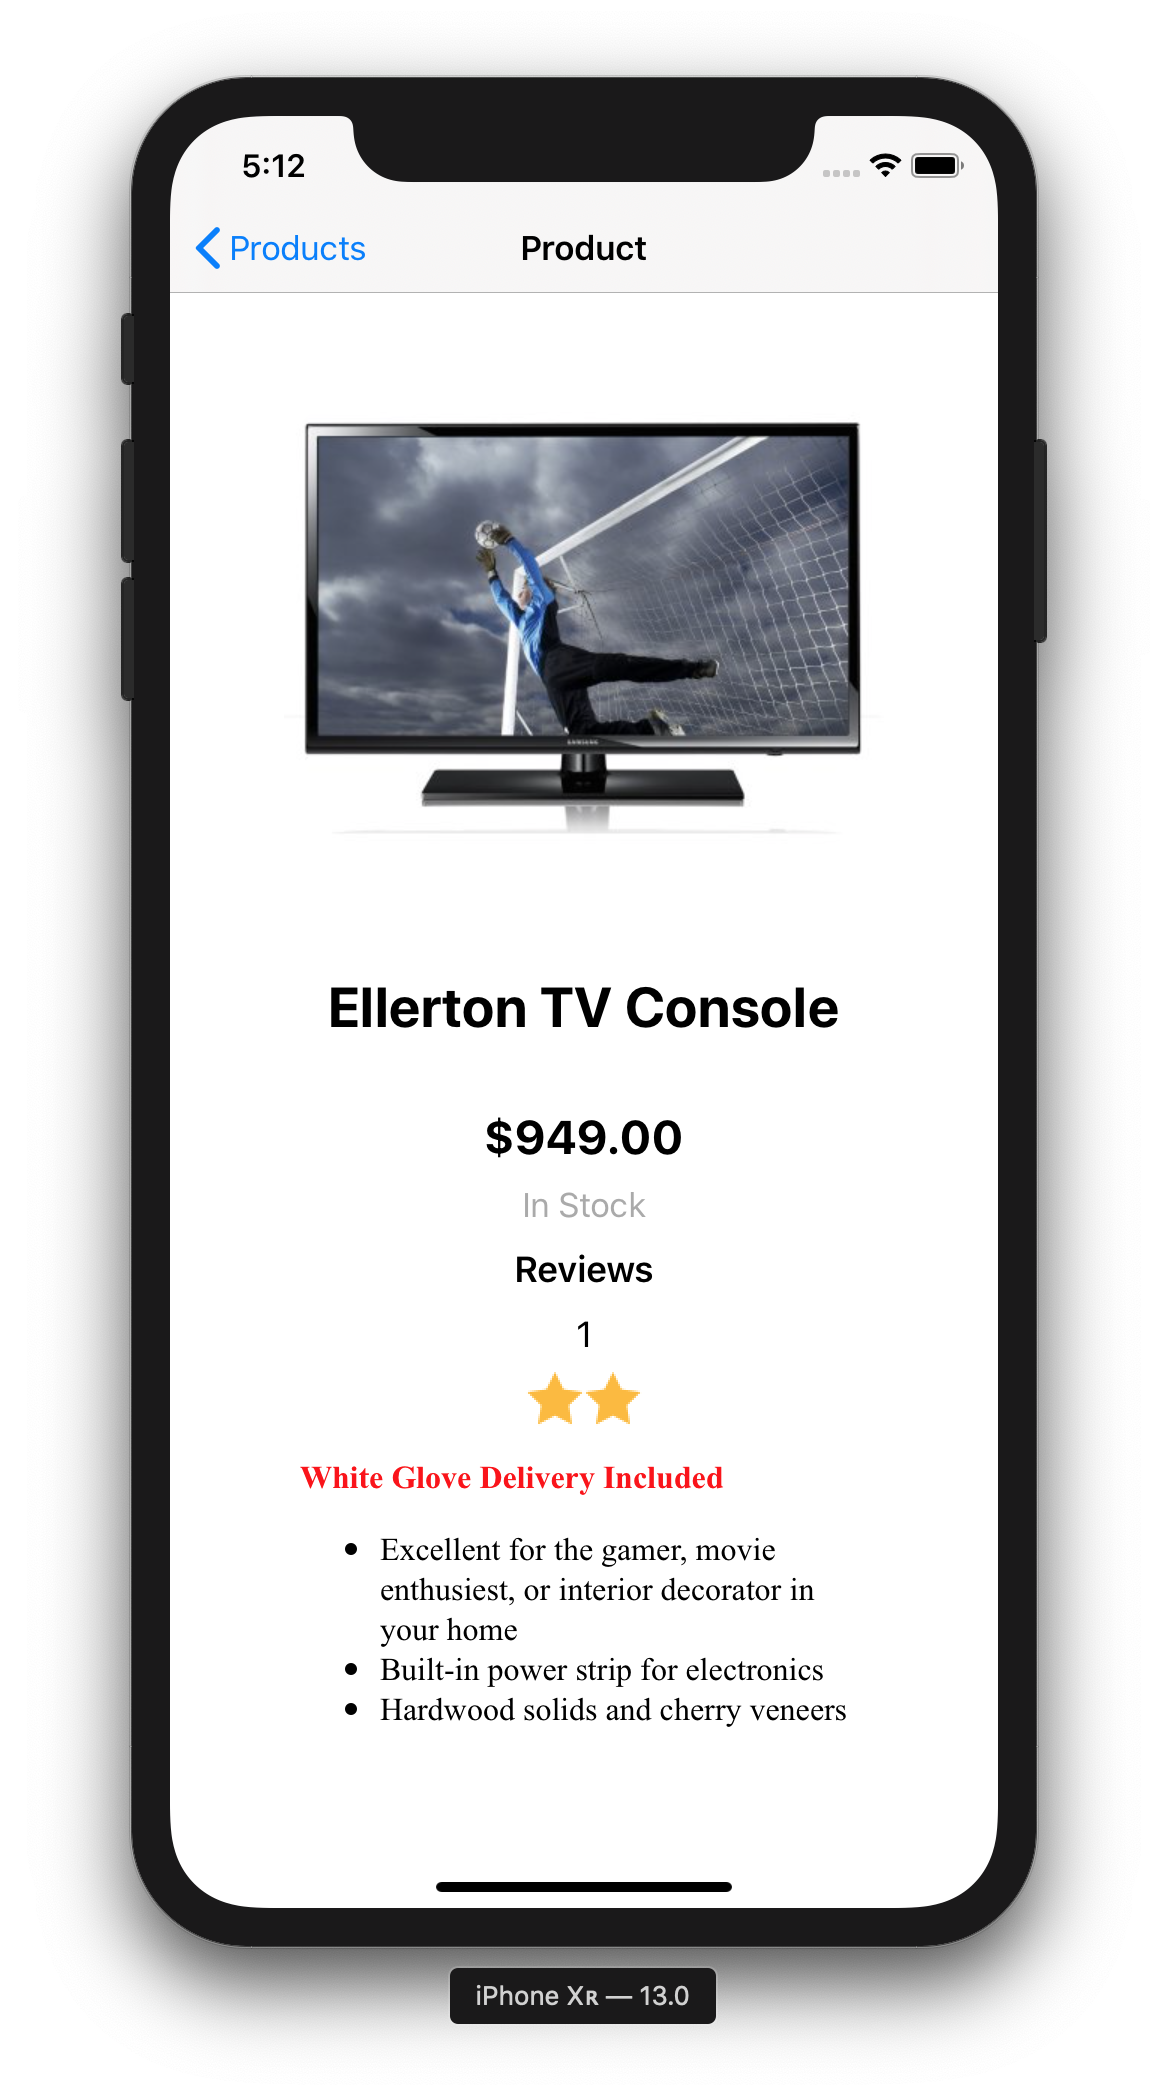 5:12
Products
Product
SAMSUNG
Ellerton TV Console
$949.00
In Stock
Reviews
1
White Glove Delivery Included
Excellent for the gamer, movie
enthusiest, or interior decorator in
your home
Built-in power strip for electronics
Hardwood solids and cherry veneers
iPhone Xʀ — 13.0